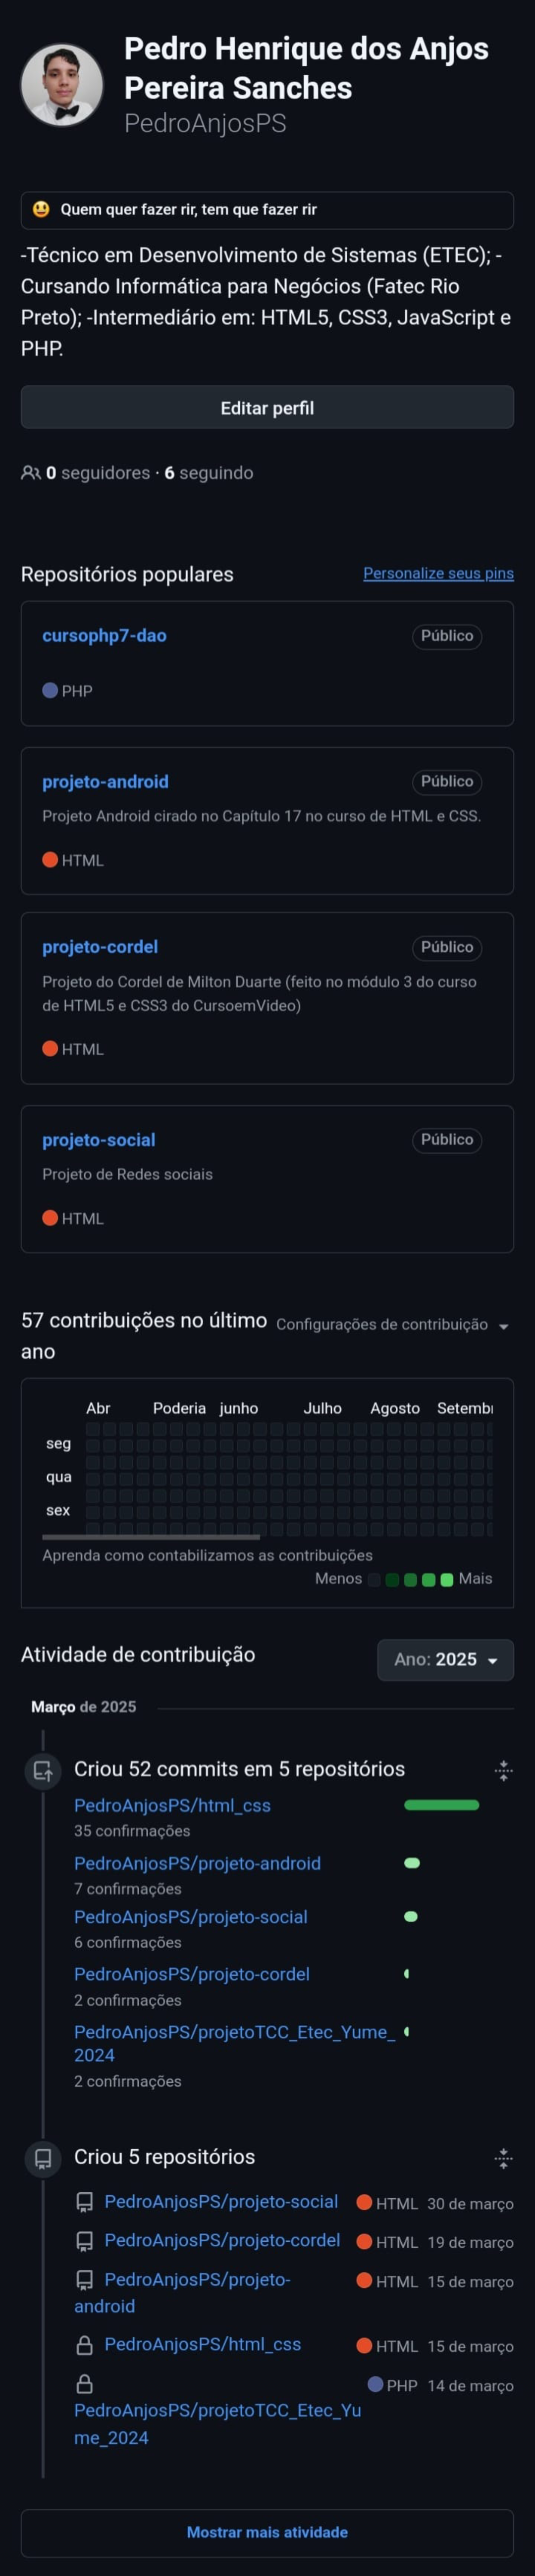 Pedro Henrique dos Anjos
Pereira Sanches
PedroAnjosPS
😃 Quem quer fazer rir, tem que fazer rir
-Técnico em Desenvolvimento de Sistemas (ETEC); -
Cursando Informática para Negócios (Fatec Rio
Preto); -Intermediário em: HTML5, CSS3, JavaScript e
PHP.
Editar perfil
0 seguidores · 6 seguindo
Repositórios populares
Personalize seus pins
cursophp7-dao
Público
PHP
projeto-android
Público
Projeto Android cirado no Capítulo 17 no curso de HTML e CSS.
HTML
projeto-cordel
Público
Projeto do Cordel de Milton Duarte (feito no módulo 3 do curso
de HTML5 e CSS3 do CursoemVideo)
HTML
projeto-social
Público
Projeto de Redes sociais
HTML
57 contribuições no último
ano
Configurações de contribuição
Abr Poderia junho Julho Agosto Setembr
seg
qua
sex
Aprenda como contabilizamos as contribuições
Menos Mais
Atividade de contribuição
Ano: 2025
Março de 2025
Criou 52 commits em 5 repositórios
PedroAnjosPS/html_css
35 confirmações
PedroAnjosPS/projeto-android
7 confirmações
PedroAnjosPS/projeto-social
6 confirmações
PedroAnjosPS/projeto-cordel
2 confirmações
PedroAnjosPS/projetoTCC_Etec_Yume_
2024
2 confirmações
Criou 5 repositórios
PedroAnjosPS/projeto-social HTML 30 de março
PedroAnjosPS/projeto-cordel HTML 19 de março
PedroAnjosPS/projeto- HTML 15 de março
android
PedroAnjosPS/html_css HTML 15 de março
PHP 14 de março
PedroAnjosPS/projetoTCC_Etec_Yu
me_2024
Mostrar mais atividade